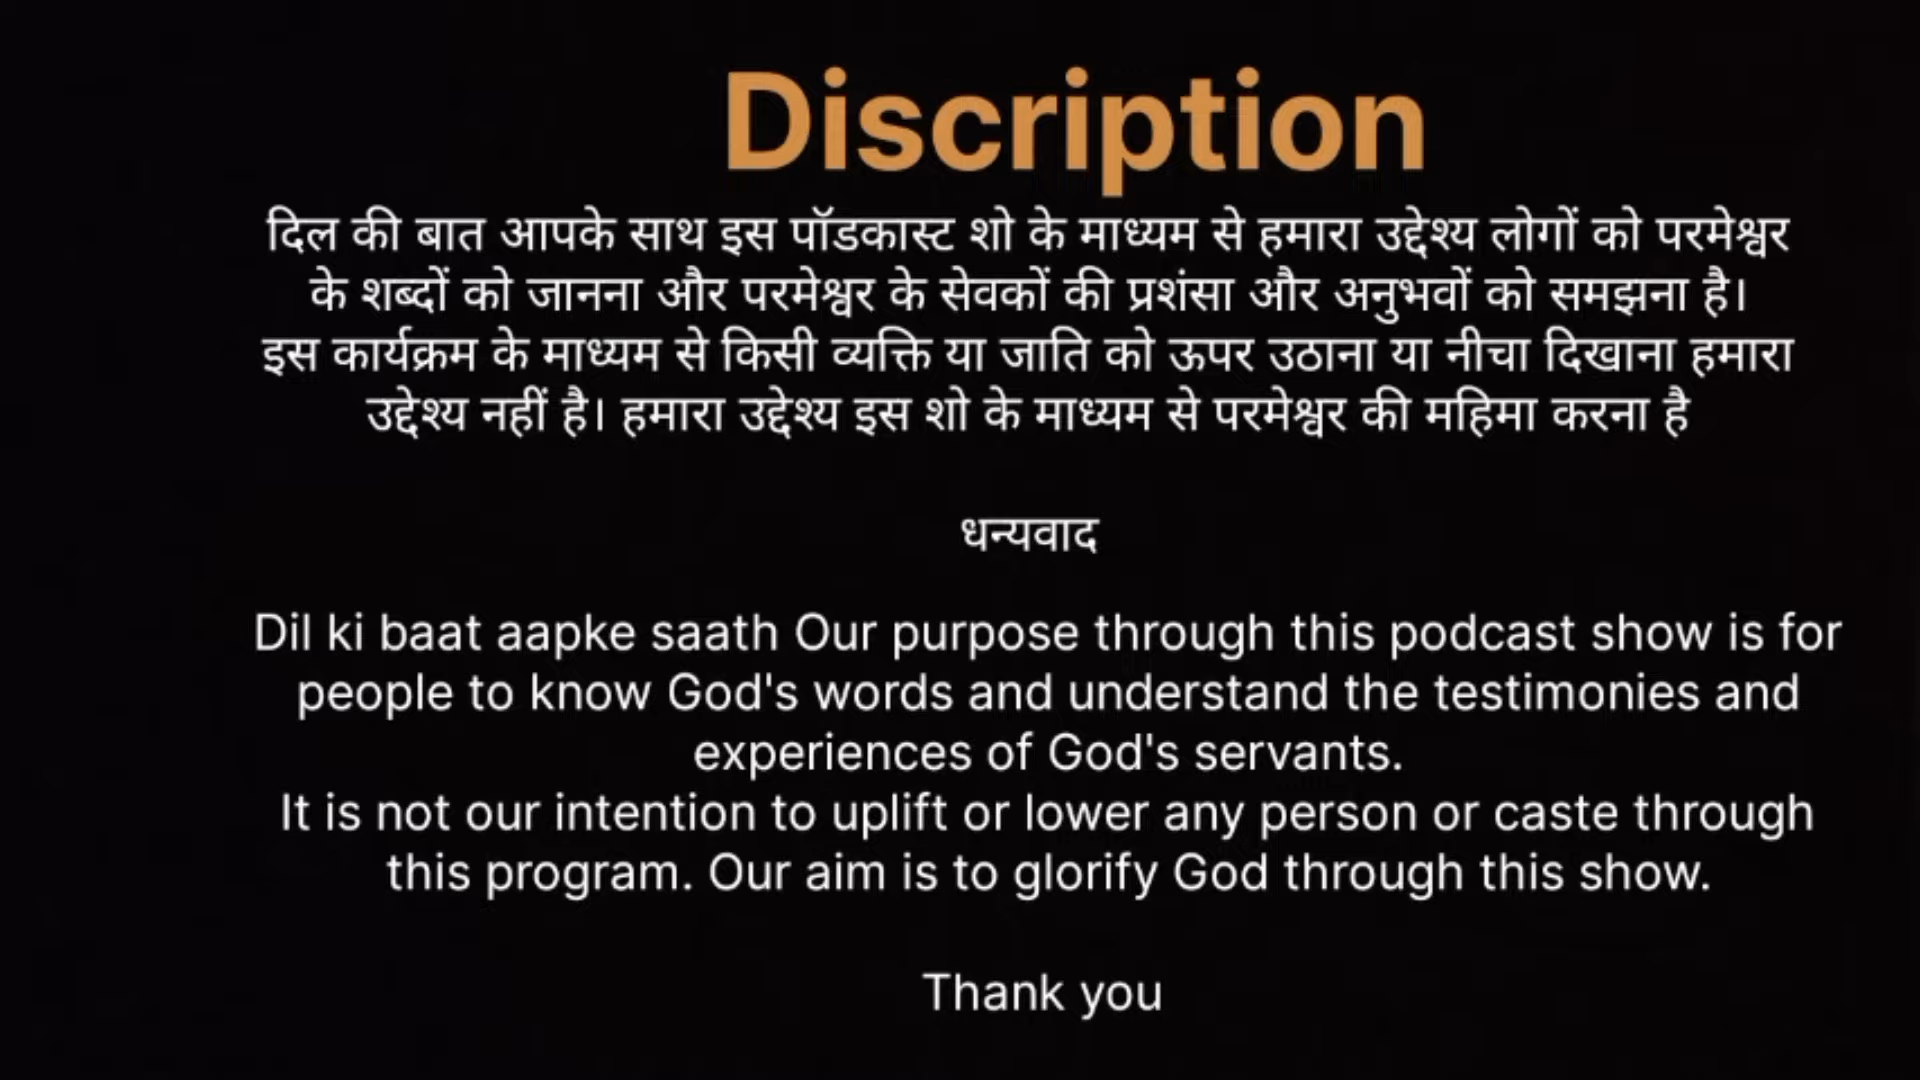 Discription
दिल की बात आपके साथ इस पॉडकास्ट शो के माध्यम से हमारा उद्देश्य लोगों को परमेश्वर
के शब्दों को जानना और परमेश्वर के सेवकों की प्रशंसा और अनुभवों को समझना है।
इस कार्यक्रम के माध्यम से किसी व्यक्ति या जाति को ऊपर उठाना या नीचा दिखाना हमारा
उद्देश्य नहीं है। हमारा उद्देश्य इस शो के माध्यम से परमेश्वर की महिमा करना है
धन्यवाद
Dil ki baat aapke saath Our purpose through this podcast show is for
people to know God's words and understand the testimonies and
experiences of God's servants.
It is not our intention to uplift or lower any person or caste through
this program. Our aim is to glorify God through this show.
Thank you